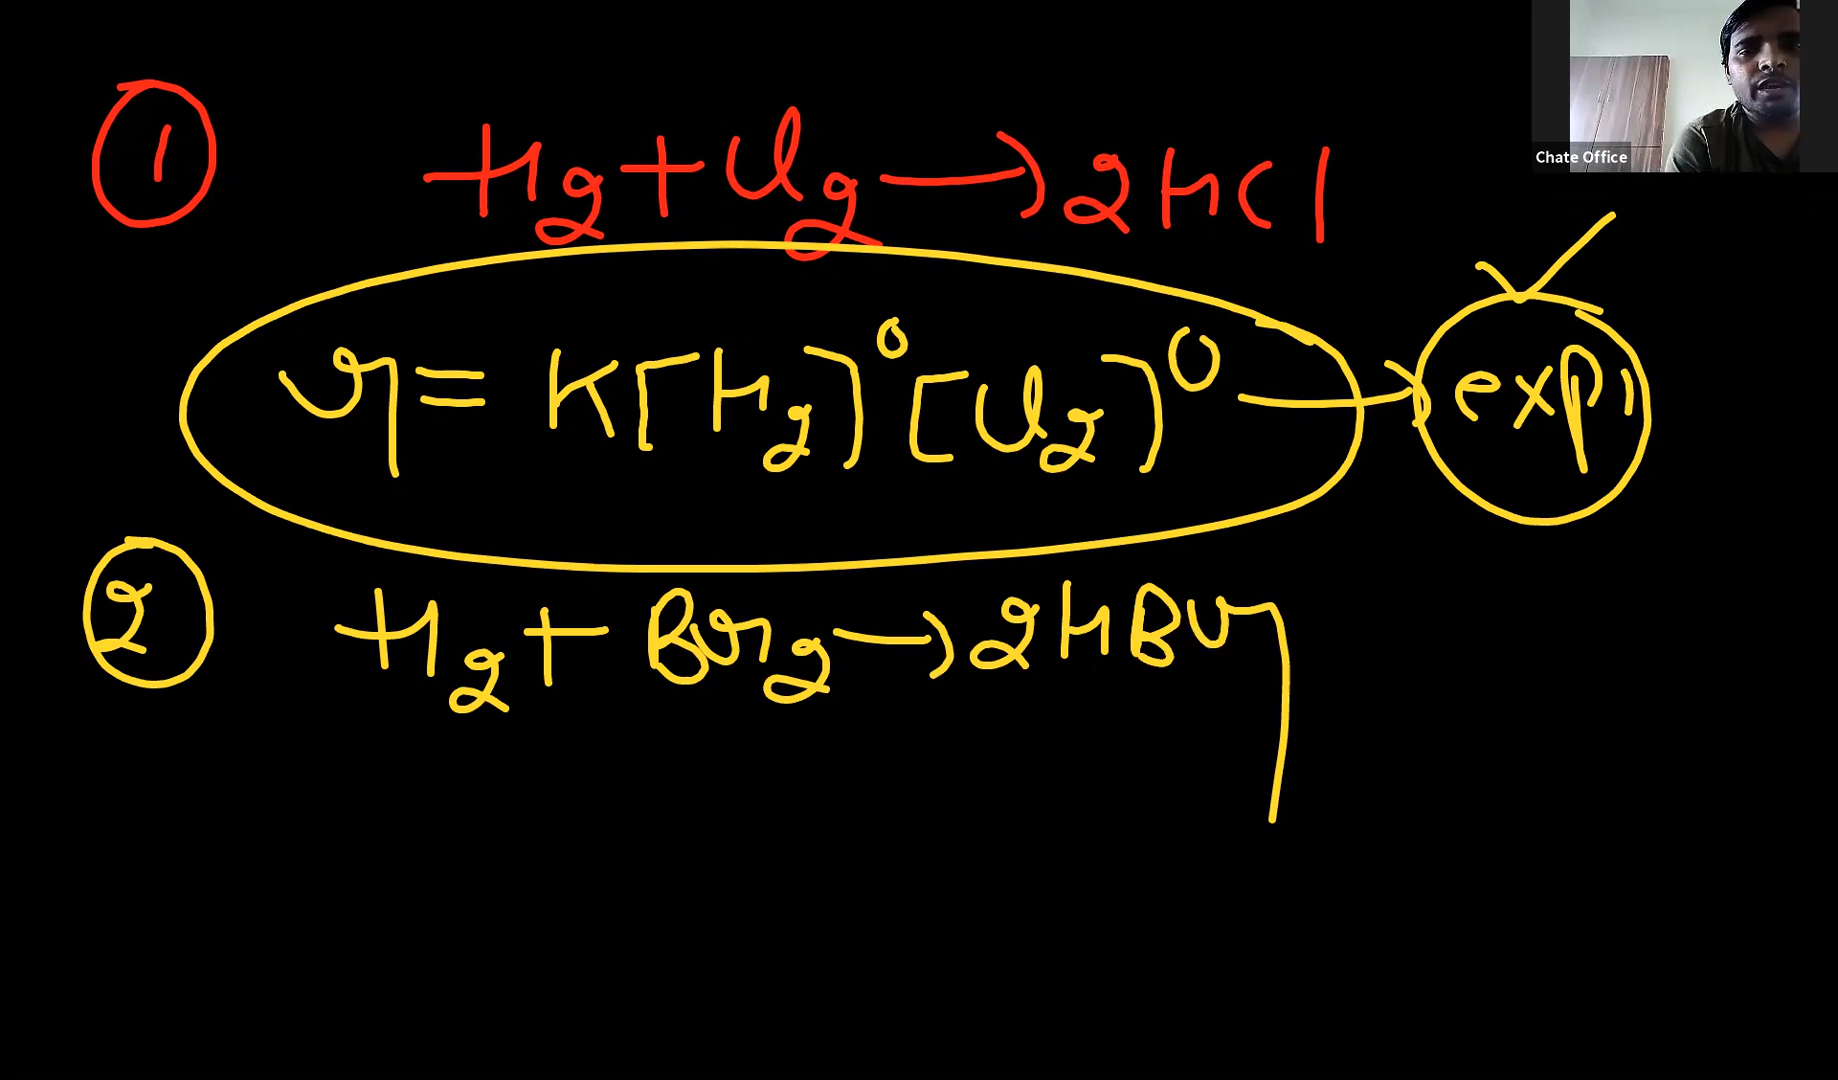 ① H₂ + Cl₂ → 2HCl
Chate Office
r = K[H₂]⁰ [Cl₂]⁰ → exp
② H₂ + Br₂ → 2HBr